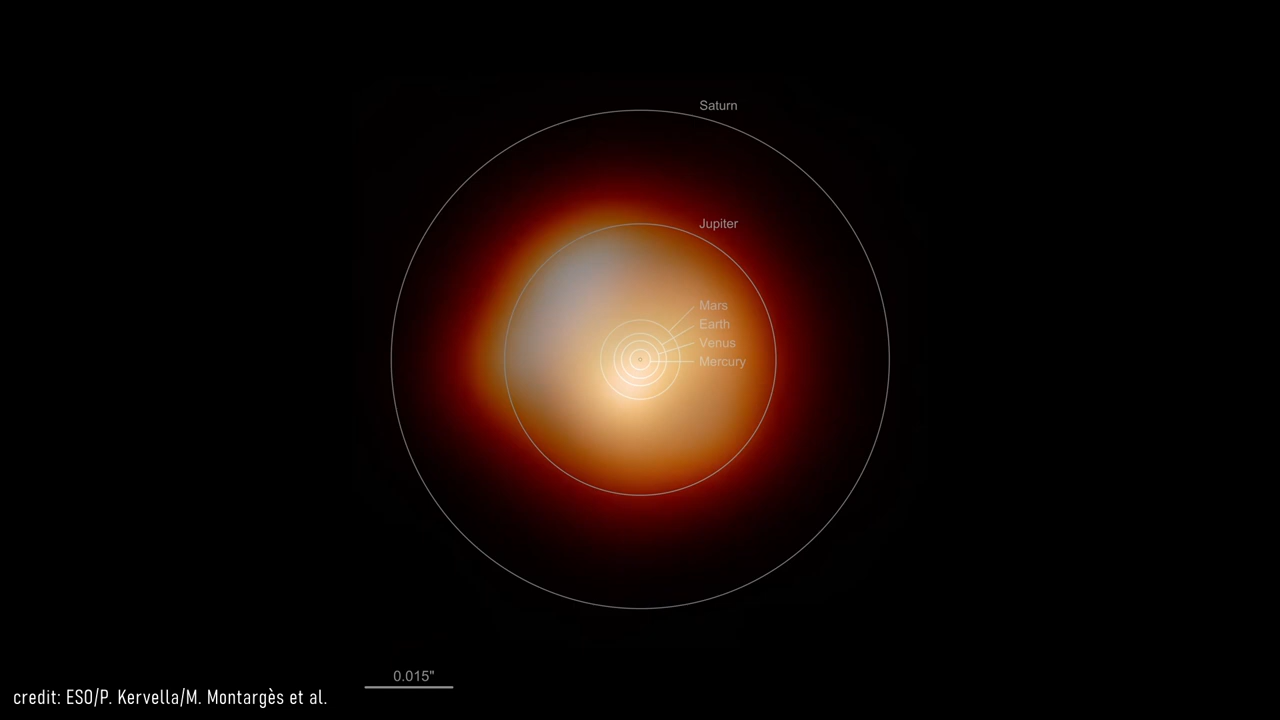 Saturn
Jupiter
Mars
Earth
Venus
Mercury
0.015"
credit: ESO/P. Kervella/M. Montargès et al.